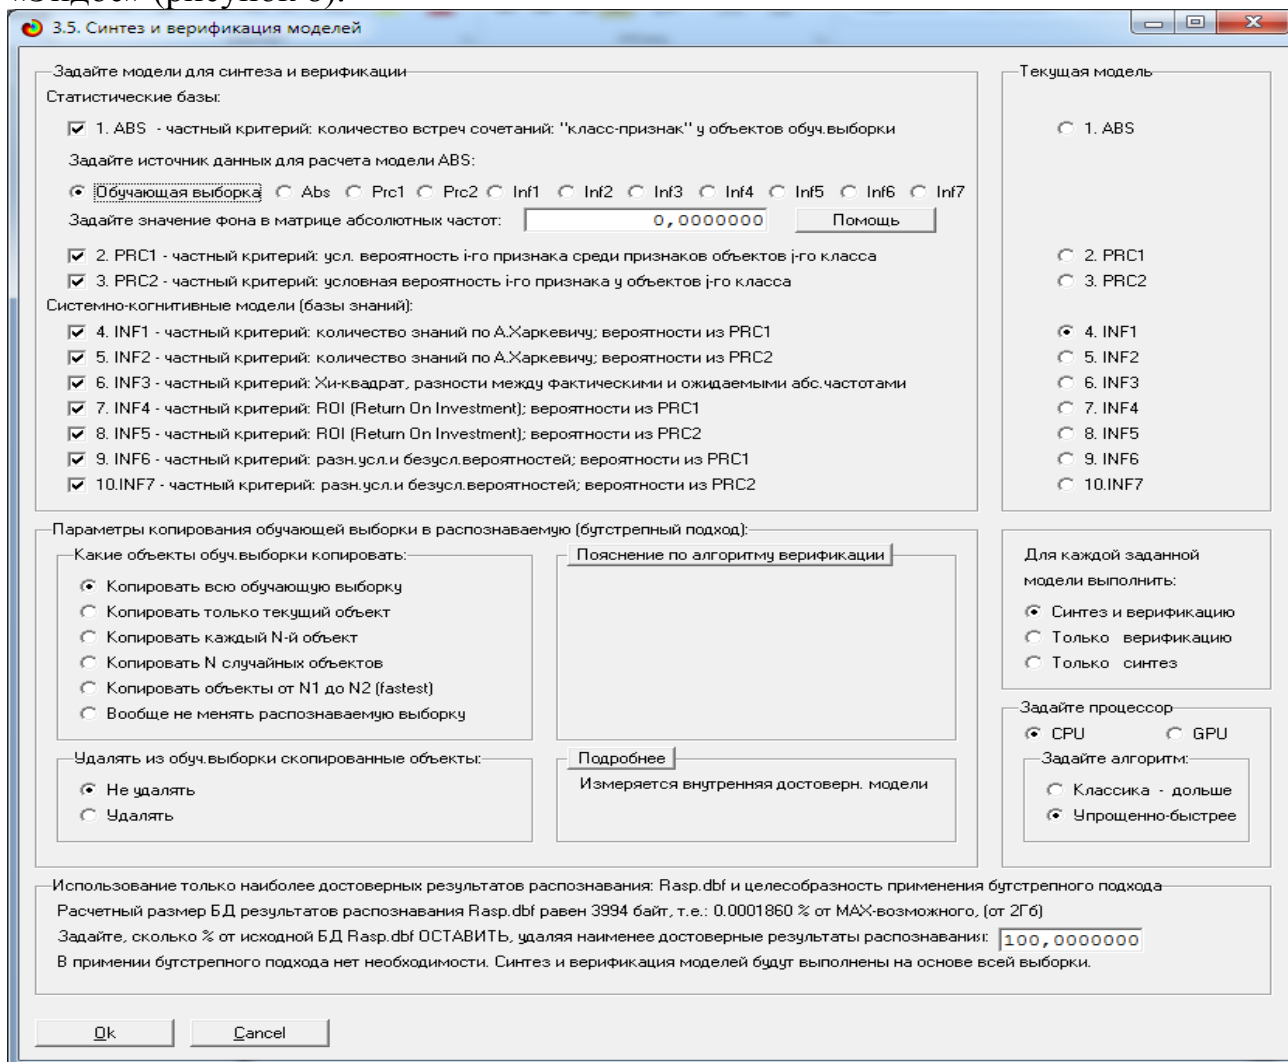 «Эйдос» (рисунок 6).
3.5. Синтез и верификация моделей
Задайте модели для синтеза и верификации
Статистические базы:
1. ABS - частный критерий: количество встреч сочетаний: "класс-признак" у объектов обуч.выборки
Задайте источник данных для расчета модели ABS:
Обучающая выборка Abs Prc1 Prc2 Inf1 Inf2 Inf3 Inf4 Inf5 Inf6 Inf7
Задайте значение фона в матрице абсолютных частот: 0,0000000 Помощь
2. PRC1 - частный критерий: усл. вероятность i-го признака среди признаков объектов j-го класса
3. PRC2 - частный критерий: условная вероятность i-го признака у объектов j-го класса
Системно-когнитивные модели (базы знаний):
4. INF1 - частный критерий: количество знаний по А.Харкевичу; вероятности из PRC1
5. INF2 - частный критерий: количество знаний по А.Харкевичу; вероятности из PRC2
6. INF3 - частный критерий: Хи-квадрат, разности между фактическими и ожидаемыми абс.частотами
7. INF4 - частный критерий: ROI (Return On Investment); вероятности из PRC1
8. INF5 - частный критерий: ROI (Return On Investment); вероятности из PRC2
9. INF6 - частный критерий: разн.усл.и безусл.вероятностей; вероятности из PRC1
10.INF7 - частный критерий: разн.усл.и безусл.вероятностей; вероятности из PRC2
Текущая модель
1. ABS
2. PRC1
3. PRC2
4. INF1
5. INF2
6. INF3
7. INF4
8. INF5
9. INF6
10.INF7
Параметры копирования обучающей выборки в распознаваемую (бутстрепный подход):
Какие объекты обуч.выборки копировать:
Копировать всю обучающую выборку
Копировать только текущий объект
Копировать каждый N-й объект
Копировать N случайных объектов
Копировать объекты от N1 до N2 (fastest)
Вообще не менять распознаваемую выборку
Пояснение по алгоритму верификации
Удалять из обуч.выборки скопированные объекты:
Не удалять
Удалять
Подробнее
Измеряется внутренняя достоверн. модели
Для каждой заданной
модели выполнить:
Синтез и верификацию
Только верификацию
Только синтез
Задайте процессор
CPU GPU
Задайте алгоритм:
Классика - дольше
Упрощенно-быстрее
Использование только наиболее достоверных результатов распознавания: Rasp.dbf и целесобразность применения бутстрепного подхода
Расчетный размер БД результатов распознавания Rasp.dbf равен 3994 байт, т.е.: 0.0001860 % от MAX-возможного, (от 2Гб)
Задайте, сколько % от исходной БД Rasp.dbf ОСТАВИТЬ, удаляя наименее достоверные результаты распознавания: 100,0000000
В примении бутстрепного подхода нет необходимости. Синтез и верификация моделей будут выполнены на основе всей выборки.
Ok Cancel